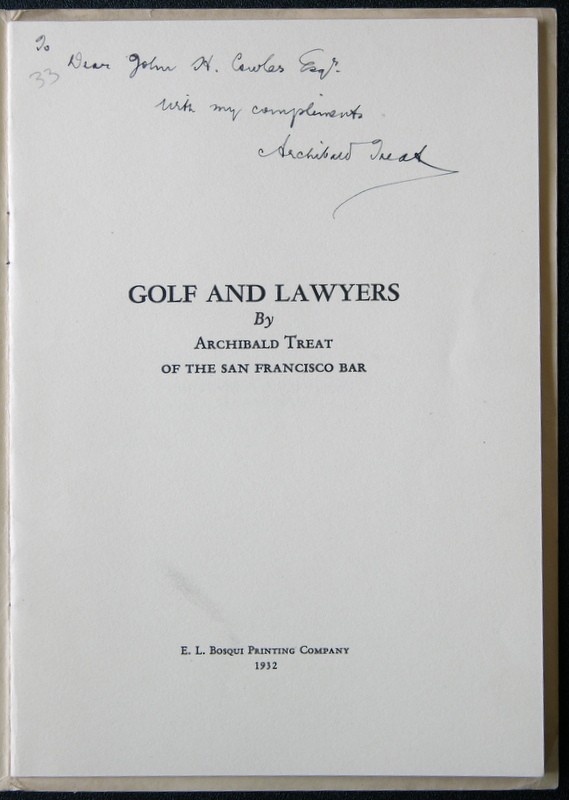 To
Dear John H. Cowles Esqr.
33
with my compliments
Archibald Treat
GOLF AND LAWYERS
By
ARCHIBALD TREAT
OF THE SAN FRANCISCO BAR
E. L. BOSQUI PRINTING COMPANY
1932